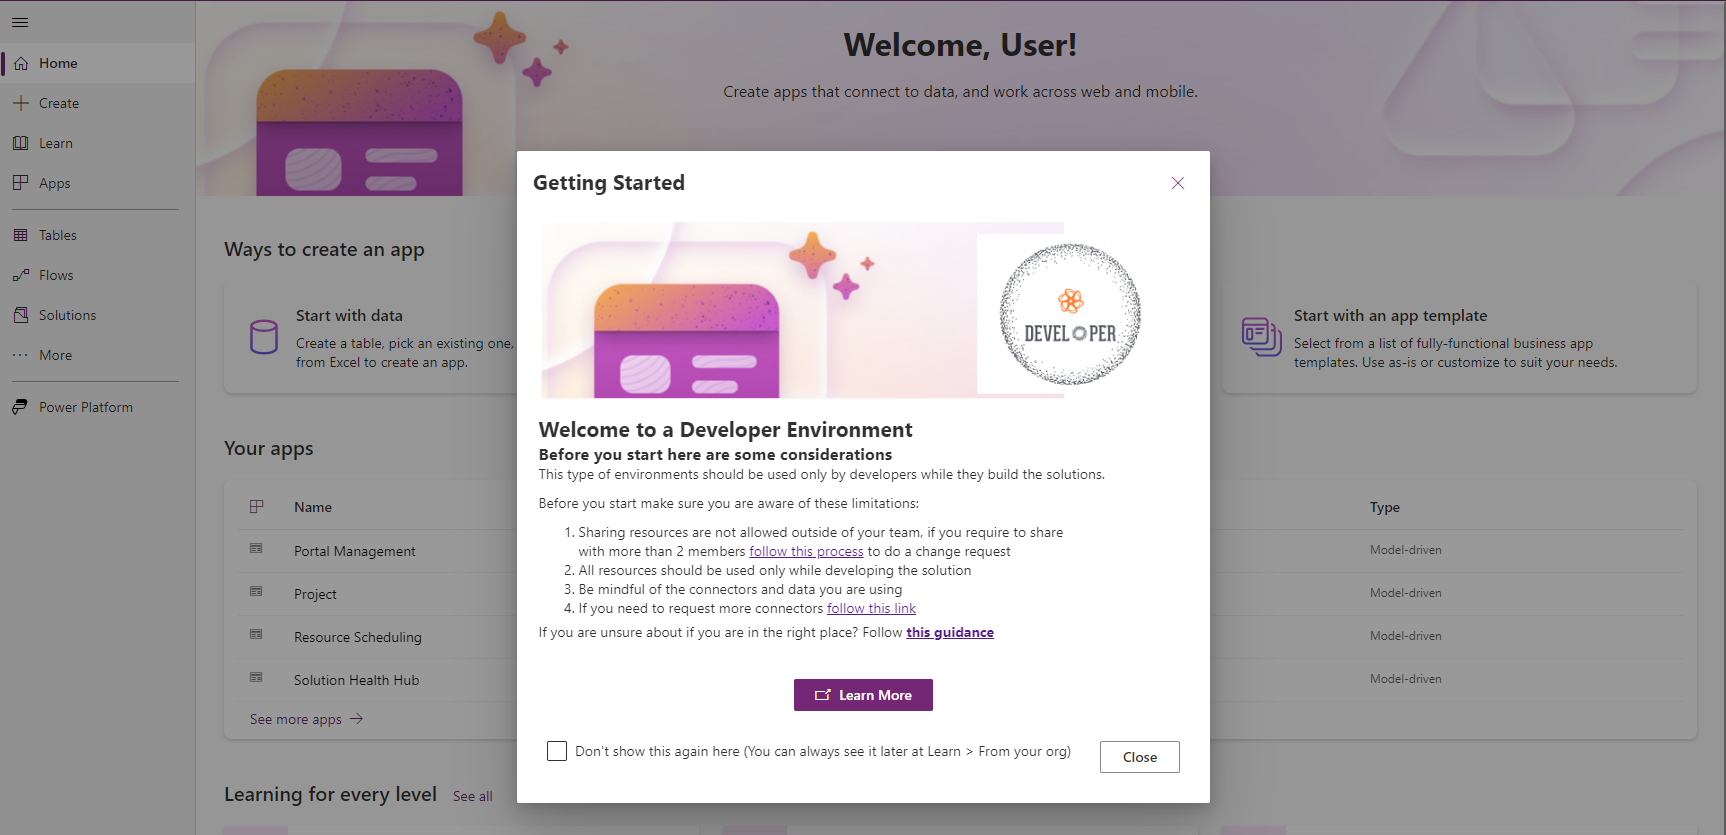 Welcome, User!
Create apps that connect to data, and work across web and mobile.
Home
Create
Learn
Apps
Tables
Flows
Solutions
More
Power Platform
Ways to create an app
Start with data
Create a table, pick an existing one,
from Excel to create an app.
Start with an app template
Select from a list of fully-functional business app
templates. Use as-is or customize to suit your needs.
Your apps
Name
Type
Portal Management
Model-driven
Project
Model-driven
Resource Scheduling
Model-driven
Solution Health Hub
Model-driven
See more apps
Learning for every level See all
Getting Started
DEVELOPER
Welcome to a Developer Environment
Before you start here are some considerations
This type of environments should be used only by developers while they build the solutions.
Before you start make sure you are aware of these limitations:
1. Sharing resources are not allowed outside of your team, if you require to share
with more than 2 members follow this process to do a change request
2. All resources should be used only while developing the solution
3. Be mindful of the connectors and data you are using
4. If you need to request more connectors follow this link
If you are unsure about if you are in the right place? Follow this guidance
Learn More
Don't show this again here (You can always see it later at Learn > From your org)
Close